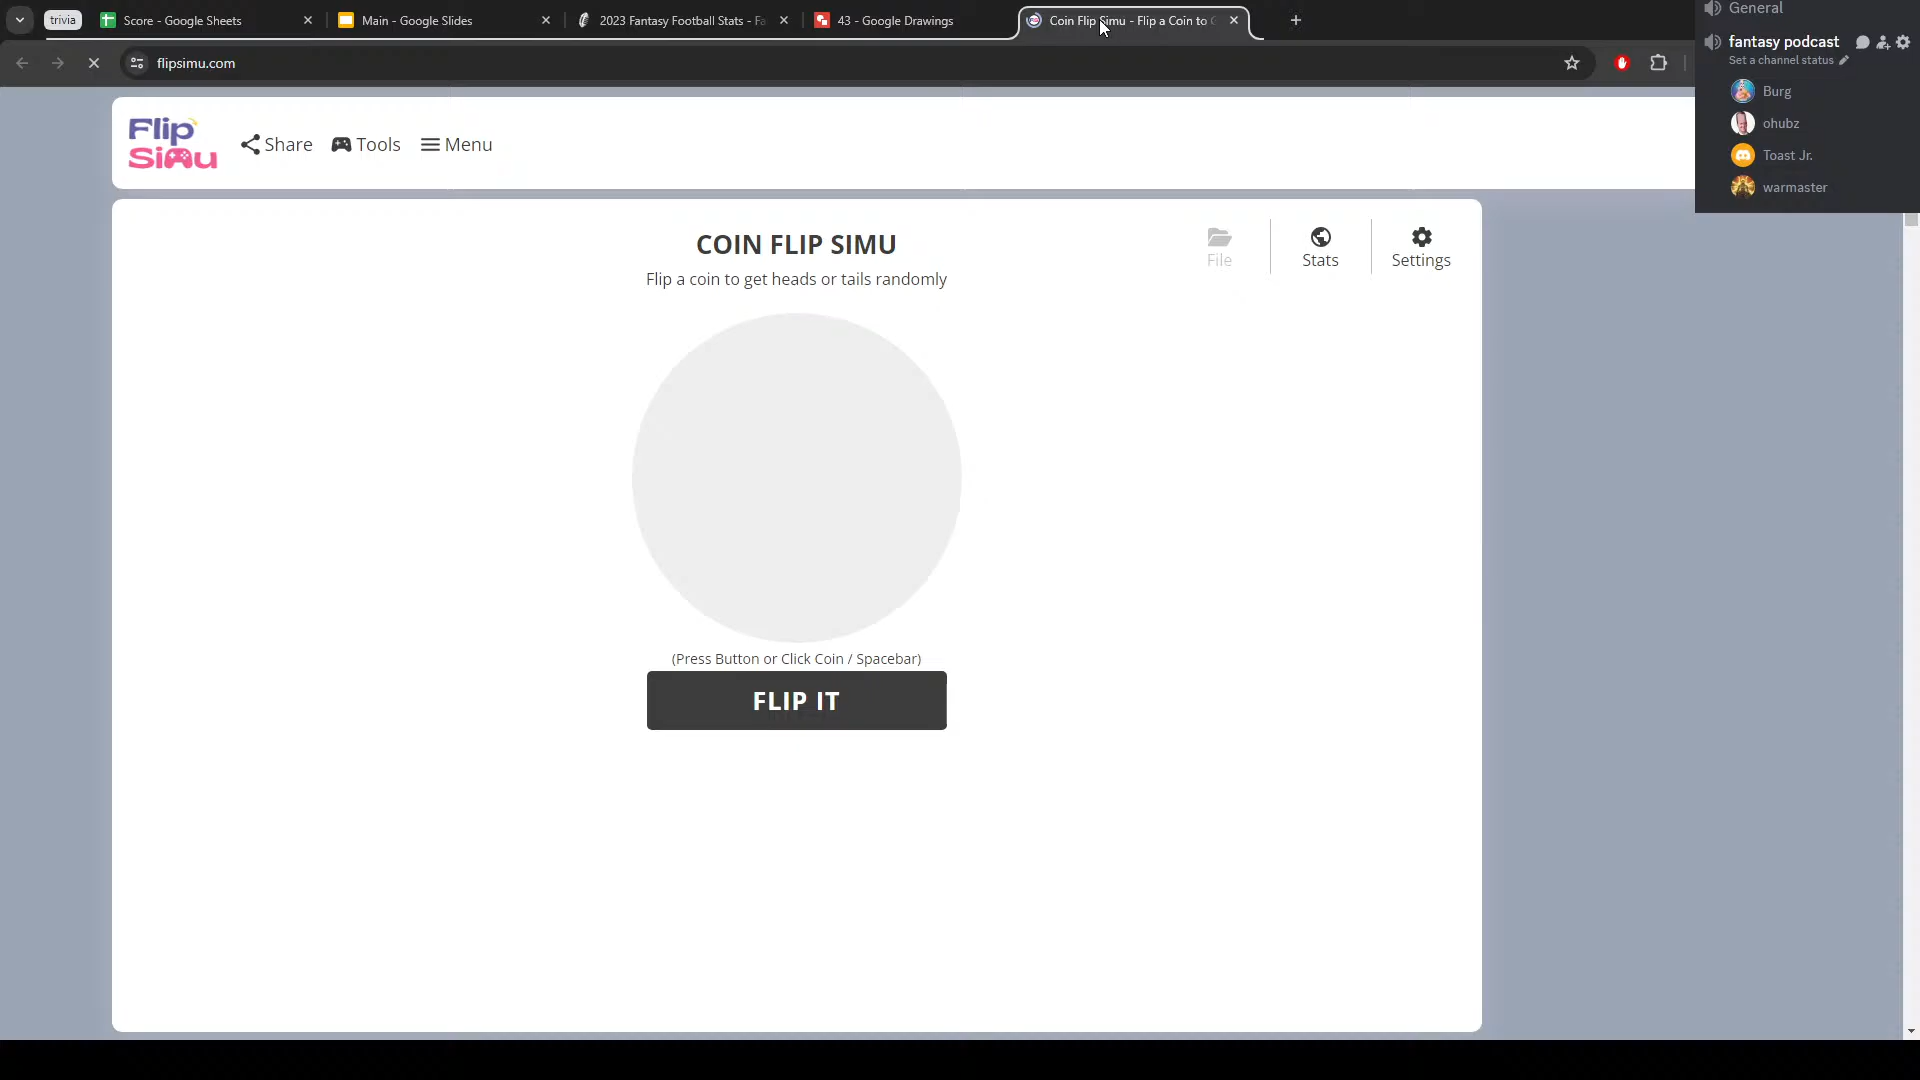 trivia
Score - Google Sheets
Main - Google Slides
2023 Fantasy Football Stats - Fa
43 - Google Drawings
Coin Flip Simu - Flip a Coin to G
General
flipsimu.com
fantasy podcast
Set a channel status
Burg
ohubz
Toast Jr.
warmaster
Flip
Simu
Share
Tools
Menu
COIN FLIP SIMU
Flip a coin to get heads or tails randomly
File
Stats
Settings
(Press Button or Click Coin / Spacebar)
FLIP IT